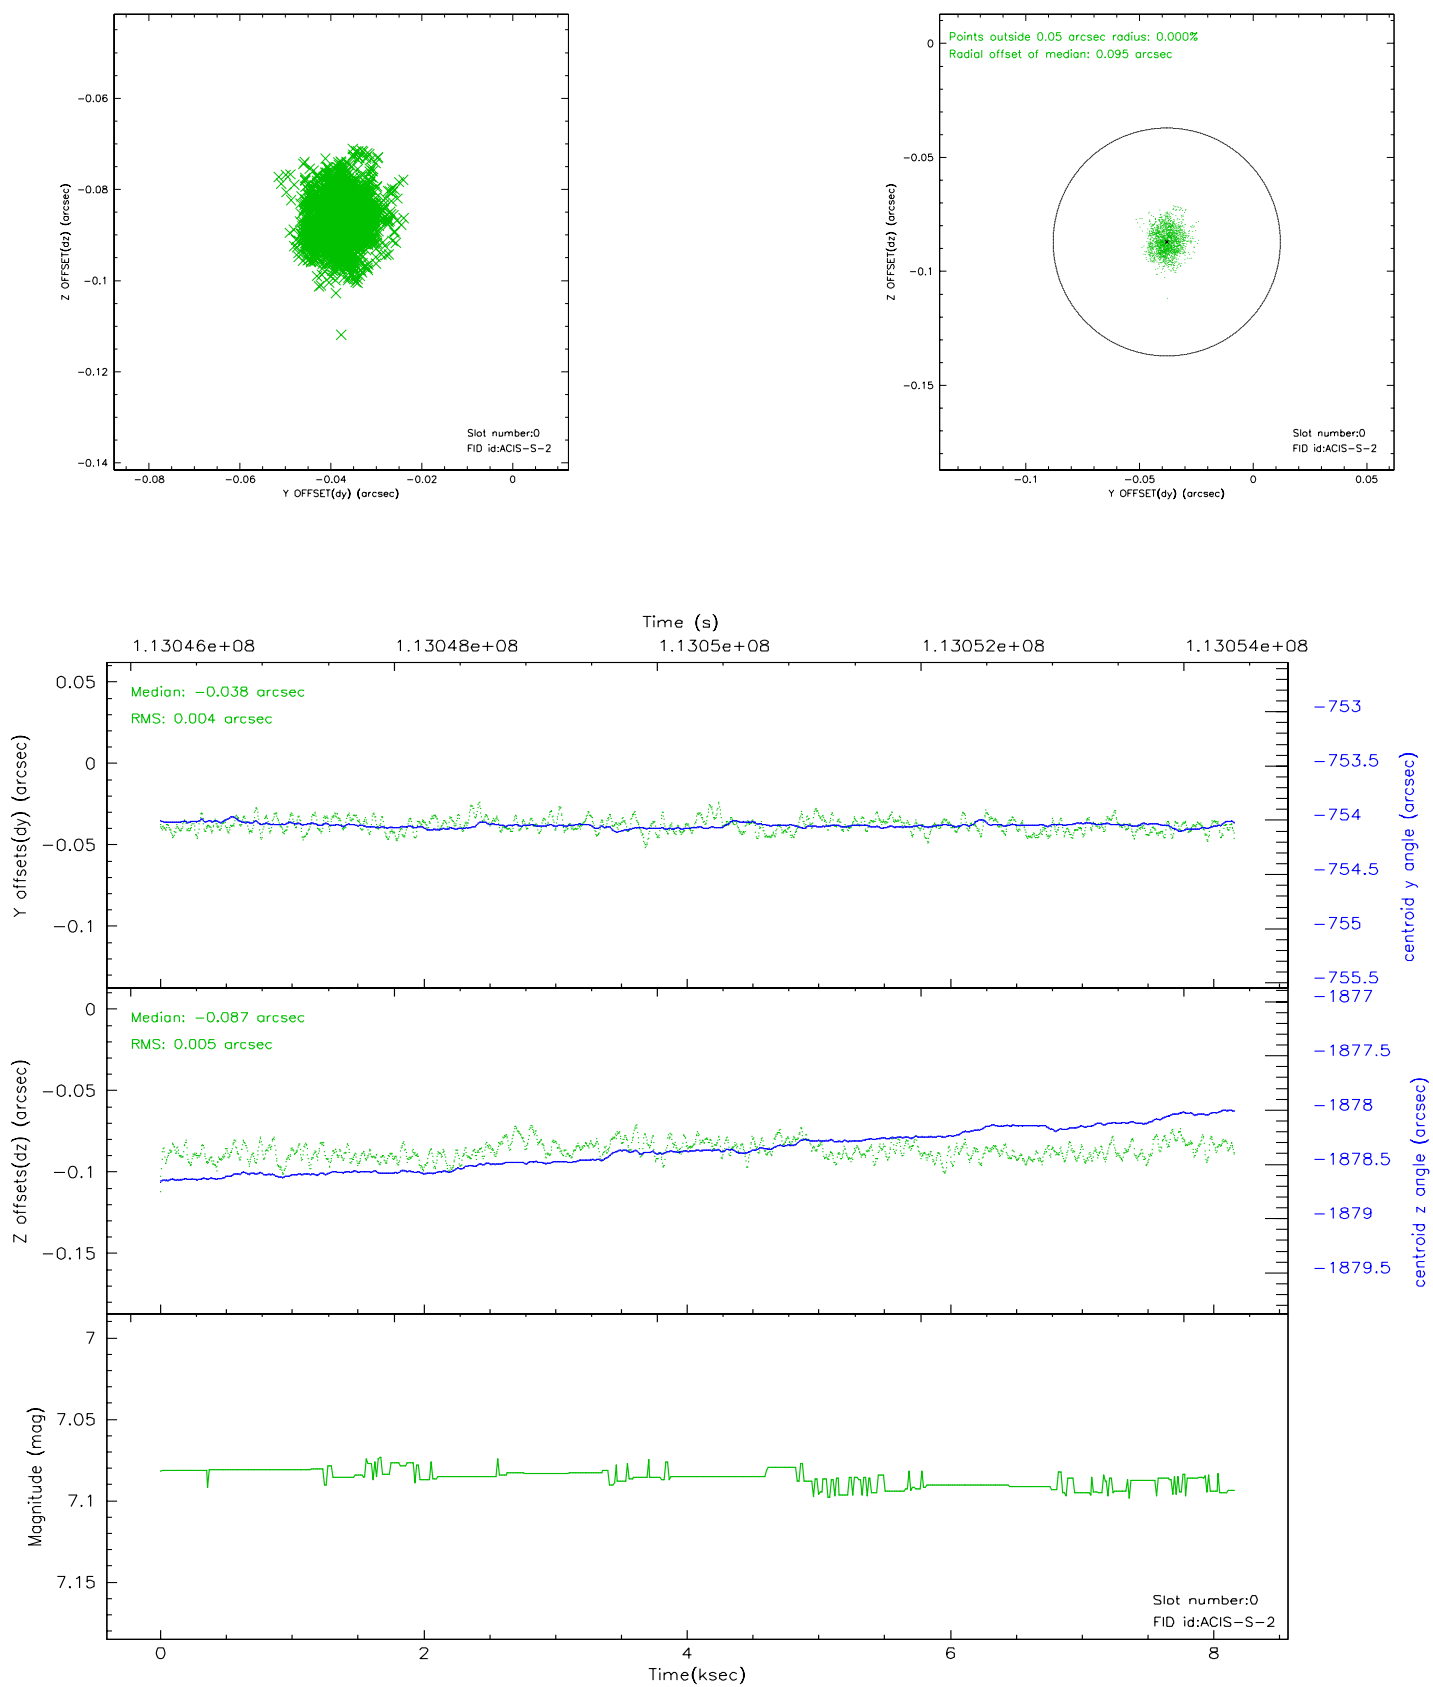 −0.06
−0.08
−0.1
−0.12
−0.14
Z OFFSET(dz) (arcsec)
Slot number:0
FID id:ACIS−S−2
−0.08 −0.06 −0.04 −0.02 0
Y OFFSET(dy) (arcsec)
Points outside 0.05 arcsec radius: 0.000%
Radial offset of median: 0.095 arcsec
0
−0.05
−0.1
−0.15
Z OFFSET(dz) (arcsec)
Slot number:0
FID id:ACIS−S−2
−0.1 −0.05 0 0.05
Y OFFSET(dy) (arcsec)
Time (s)
1.13046e+08 1.13048e+08 1.1305e+08 1.13052e+08 1.13054e+08
Median: −0.038 arcsec
RMS: 0.004 arcsec
0.05
0
−0.05
−0.1
Y offsets(dy) (arcsec)
−753
−753.5
−754
−754.5
−755
−755.5
centroid y angle (arcsec)
Median: −0.087 arcsec
RMS: 0.005 arcsec
0
−0.05
−0.1
−0.15
Z offsets(dz) (arcsec)
−1877
−1877.5
−1878
−1878.5
−1879
−1879.5
centroid z angle (arcsec)
7
7.05
7.1
7.15
Magnitude (mag)
Slot number:0
FID id:ACIS−S−2
0 2 4 6 8
Time(ksec)